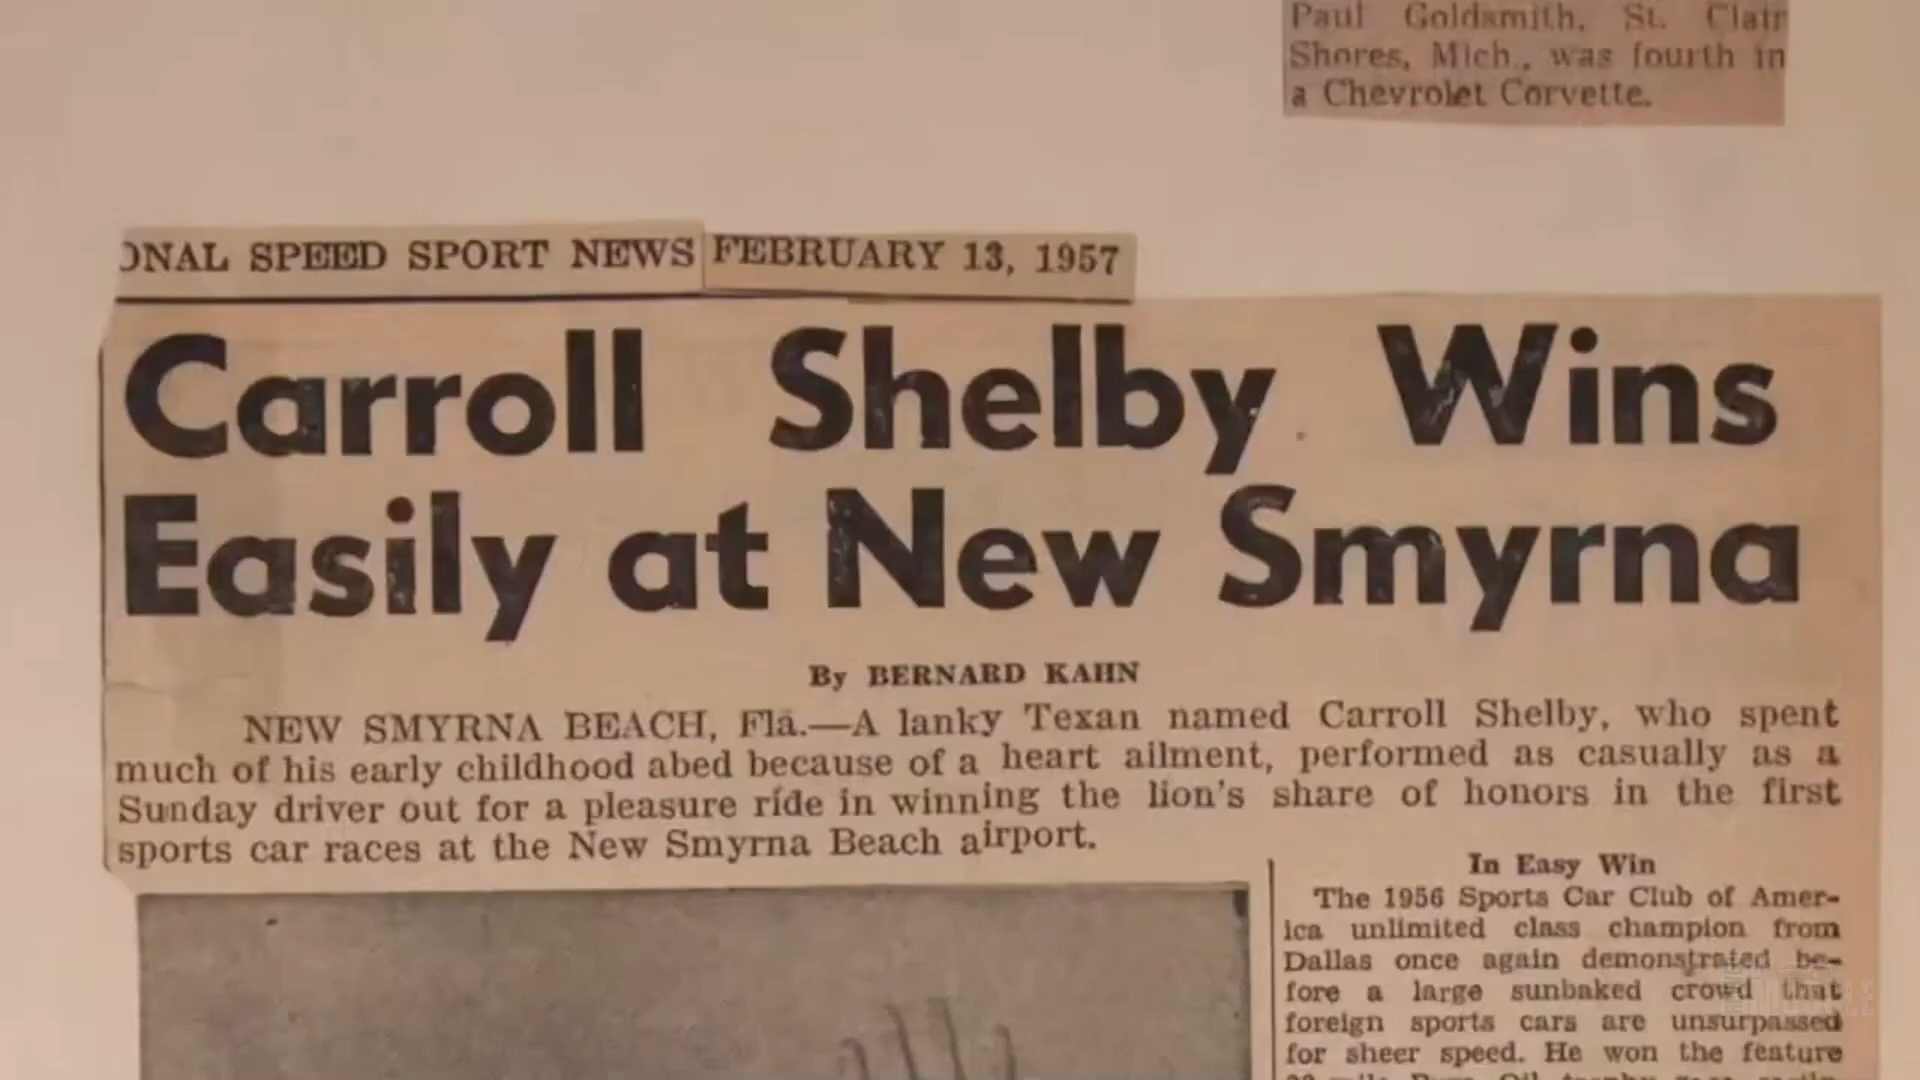 Paul Goldsmith, St. Clair
Shores, Mich., was fourth in
a Chevrolet Corvette.
ONAL SPEED SPORT NEWS FEBRUARY 13, 1957
Carroll Shelby Wins
Easily at New Smyrna
By BERNARD KAHN
NEW SMYRNA BEACH, Fla.—A lanky Texan named Carroll Shelby, who spent
much of his early childhood abed because of a heart ailment, performed as casually as a
Sunday driver out for a pleasure ride in winning the lion's share of honors in the first
sports car races at the New Smyrna Beach airport.
In Easy Win
The 1956 Sports Car Club of Amer-
ica unlimited class champion from
Dallas once again demonstrated be-
fore a large sunbaked crowd that
foreign sports cars are unsurpassed
for sheer speed. He won the feature